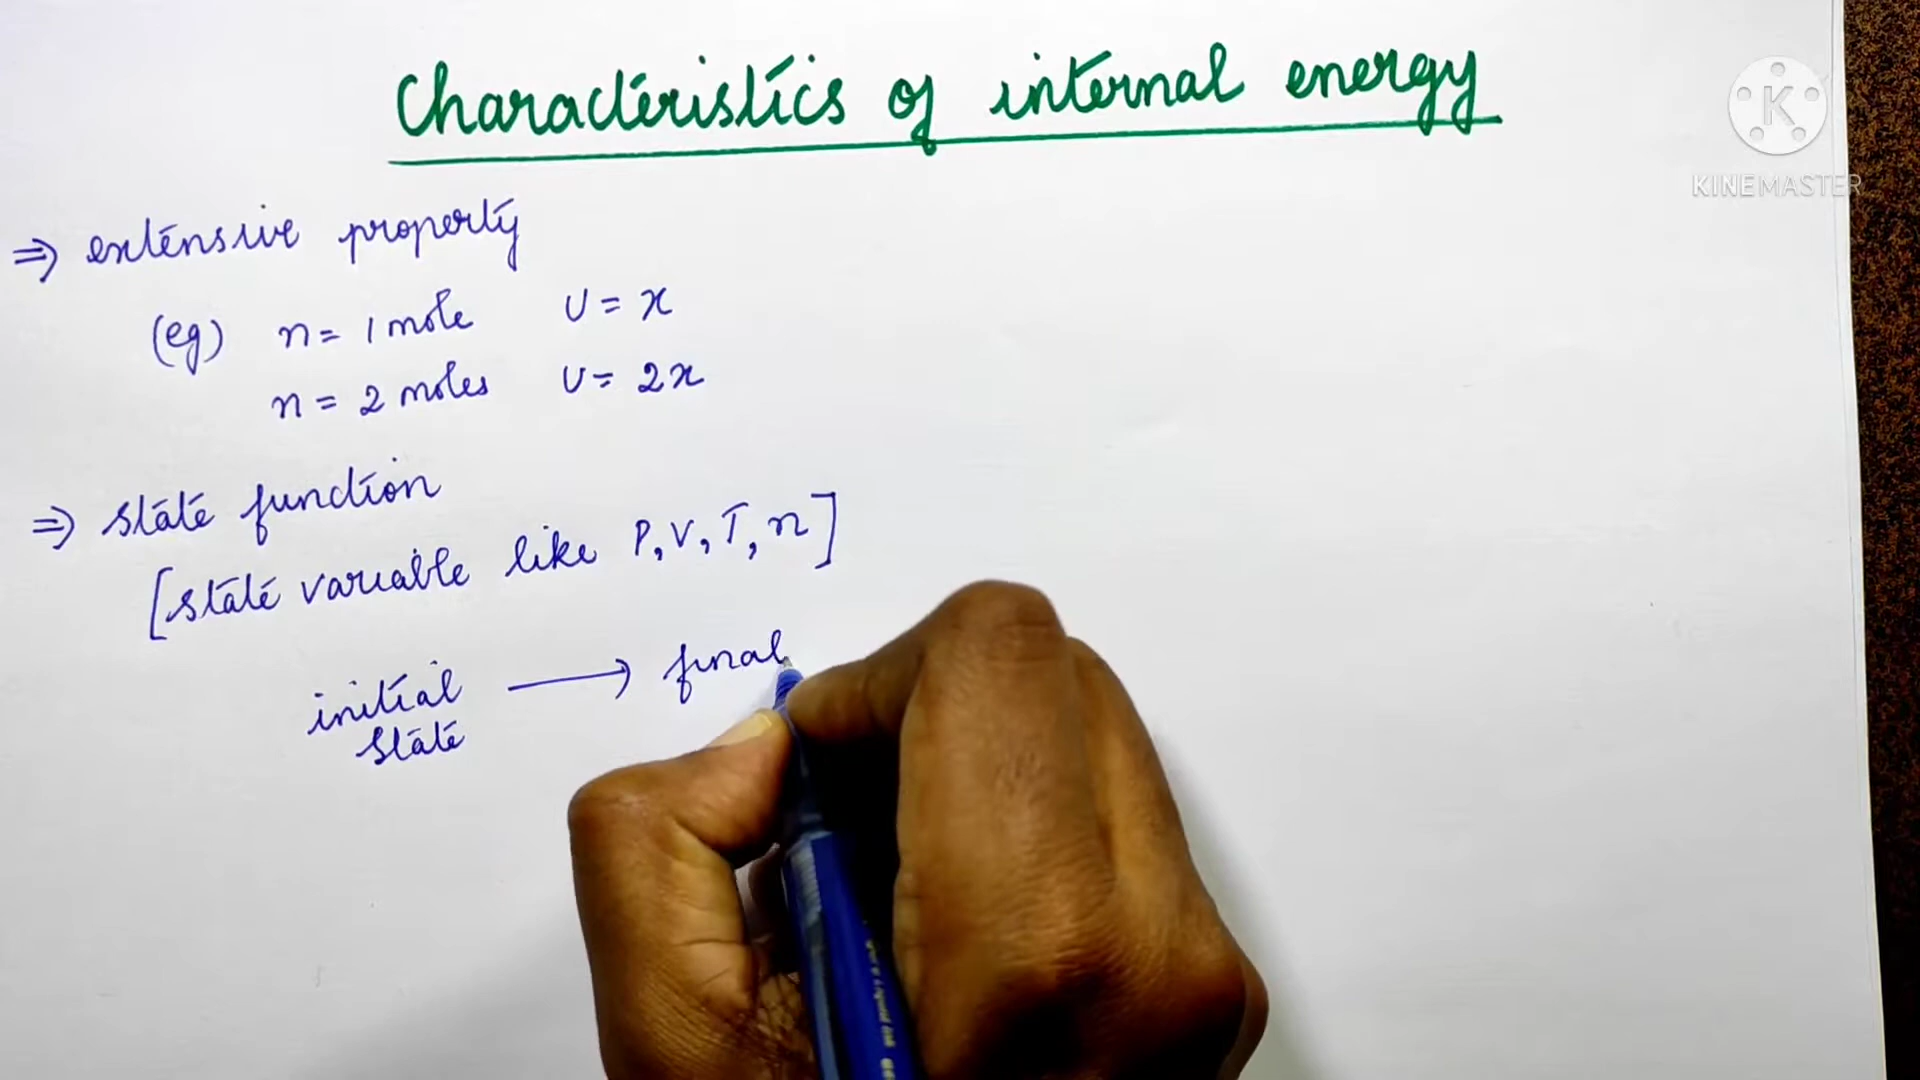 Characteristics of internal energy
K
KINEMASTER
⇒ extensive property
(eg) n = 1 mole U = x
n = 2 moles U = 2x
⇒ state function
[state variable like P, V, T, n]
initial ⟶ final
state